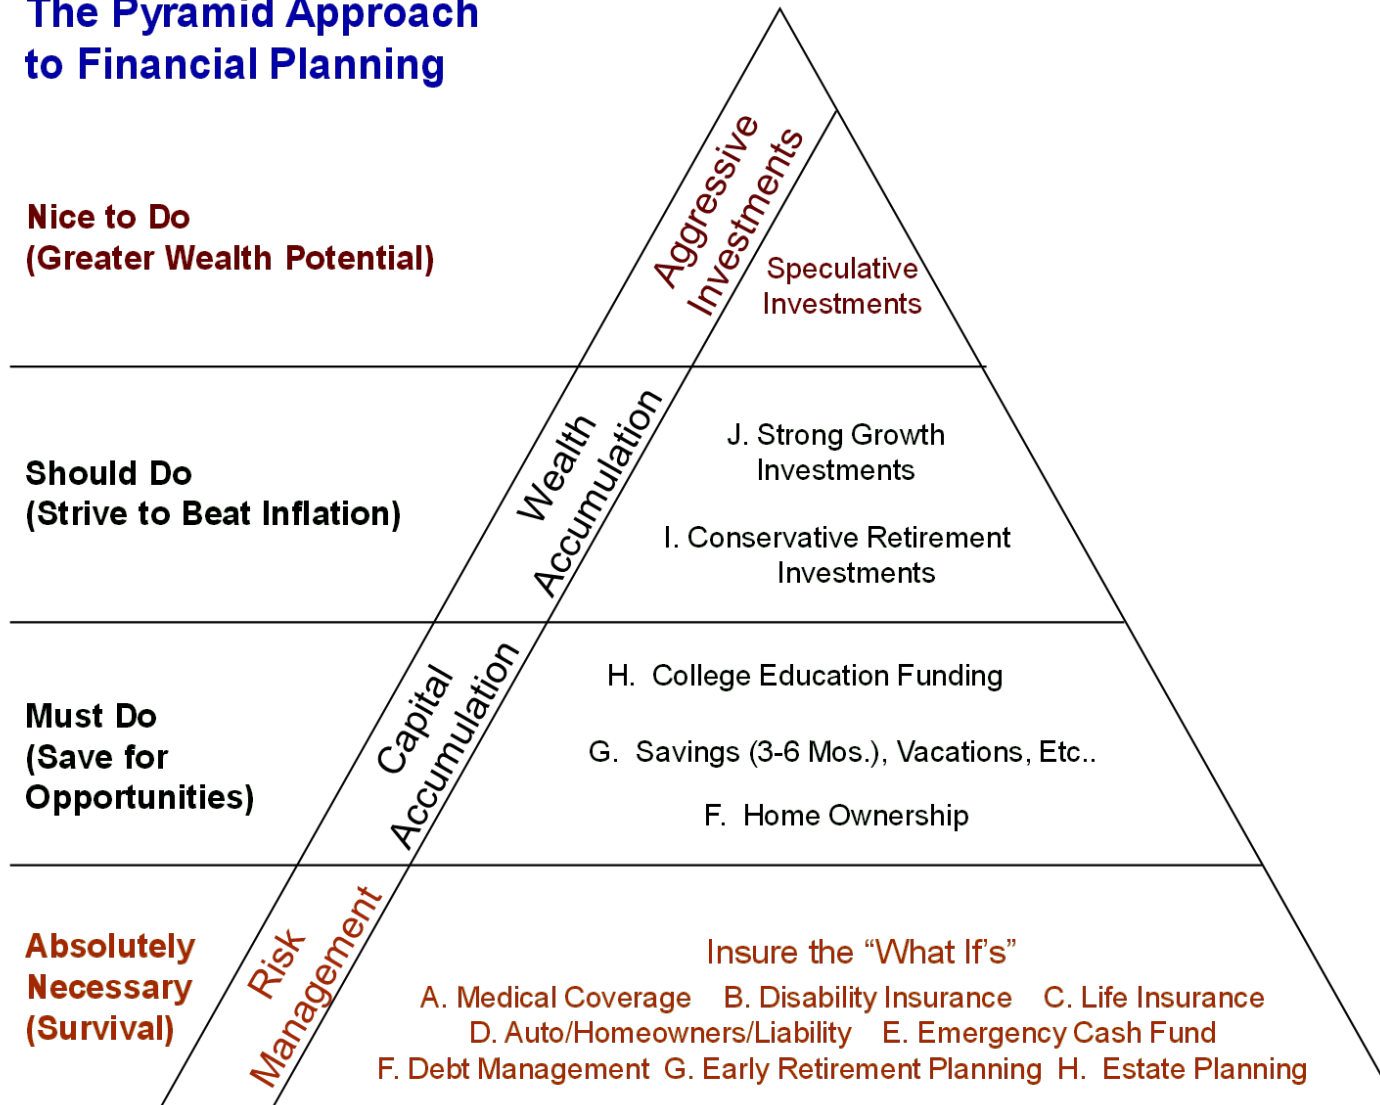 The Pyramid Approach
to Financial Planning
Nice to Do
(Greater Wealth Potential)
Aggressive
Investments
Speculative
Investments
Should Do
(Strive to Beat Inflation)
Wealth
Accumulation
J. Strong Growth
Investments
I. Conservative Retirement
Investments
Must Do
(Save for
Opportunities)
Capital
Accumulation
H. College Education Funding
G. Savings (3-6 Mos.), Vacations, Etc..
F. Home Ownership
Absolutely
Necessary
(Survival)
Risk
Management
Insure the “What If’s”
A. Medical Coverage B. Disability Insurance C. Life Insurance
D. Auto/Homeowners/Liability E. Emergency Cash Fund
F. Debt Management G. Early Retirement Planning H. Estate Planning